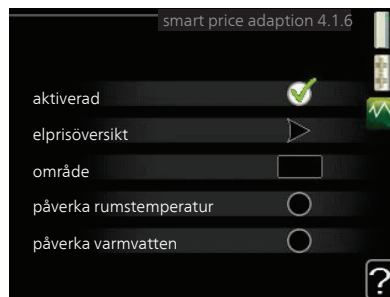 smart price adaption 4.1.6
aktiverad
elprisöversikt
område
påverka rumstemperatur
påverka varmvatten
?